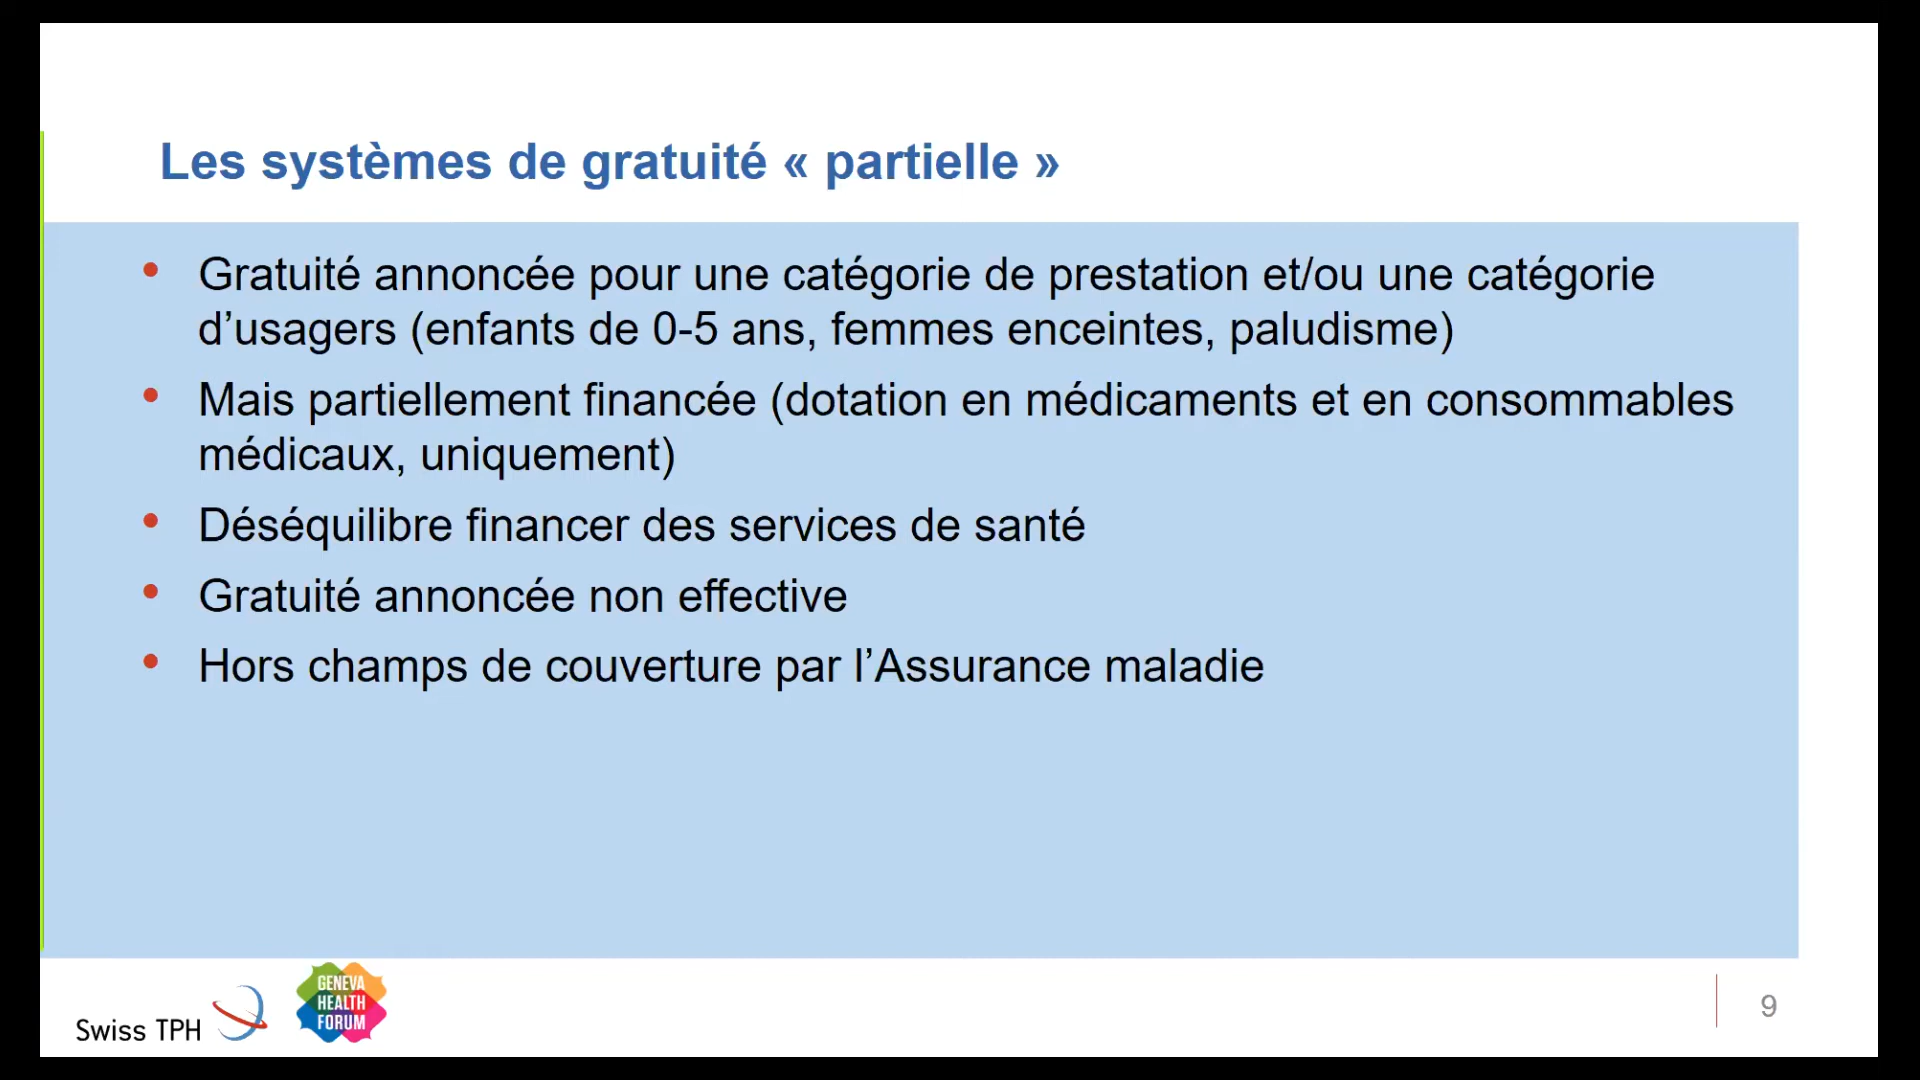 Les systèmes de gratuité « partielle »
• Gratuité annoncée pour une catégorie de prestation et/ou une catégorie
d’usagers (enfants de 0-5 ans, femmes enceintes, paludisme)
• Mais partiellement financée (dotation en médicaments et en consommables
médicaux, uniquement)
• Déséquilibre financer des services de santé
• Gratuité annoncée non effective
• Hors champs de couverture par l’Assurance maladie
Swiss TPH
GENEVA
HEALTH
FORUM
9